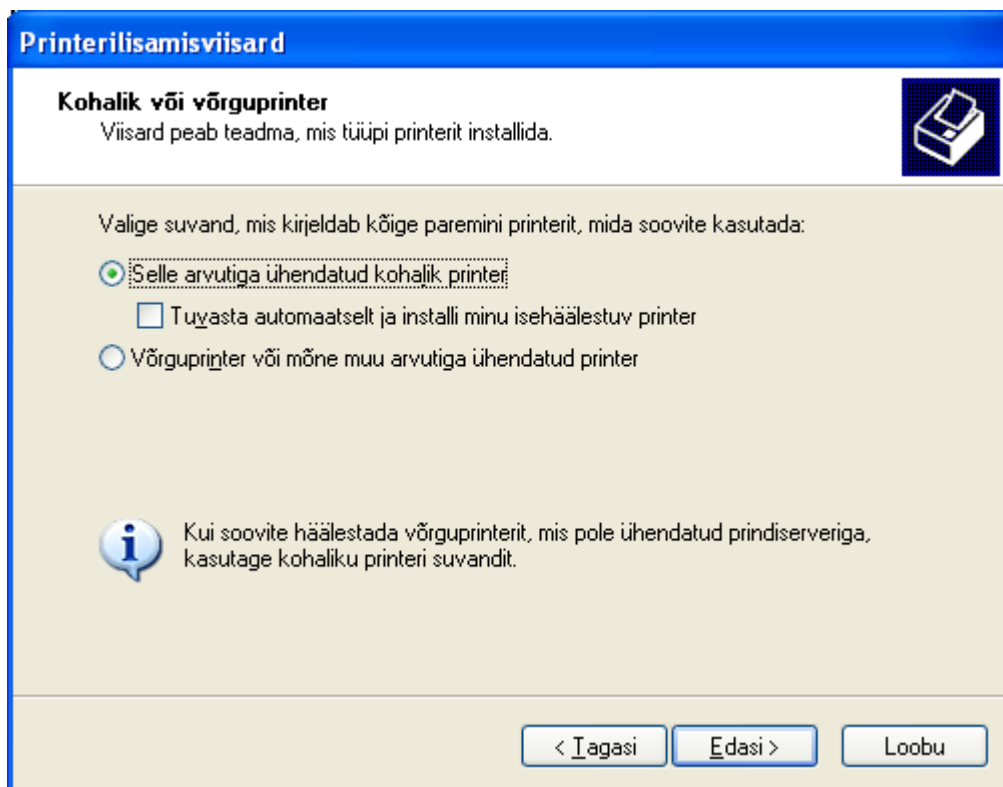 Printerilisamisviisard
Kohalik või võrguprinter
Viisard peab teadma, mis tüüpi printerit installida.
Valige suvand, mis kirjeldab kõige paremini printerit, mida soovite kasutada:
Selle arvutiga ühendatud kohalik printer
Tuvasta automaatselt ja installi minu isehäälestuv printer
Võrguprinter või mõne muu arvutiga ühendatud printer
Kui soovite häälestada võrguprinterit, mis pole ühendatud prindiserveriga,
kasutage kohaliku printeri suvandit.
< Tagasi
Edasi >
Loobu